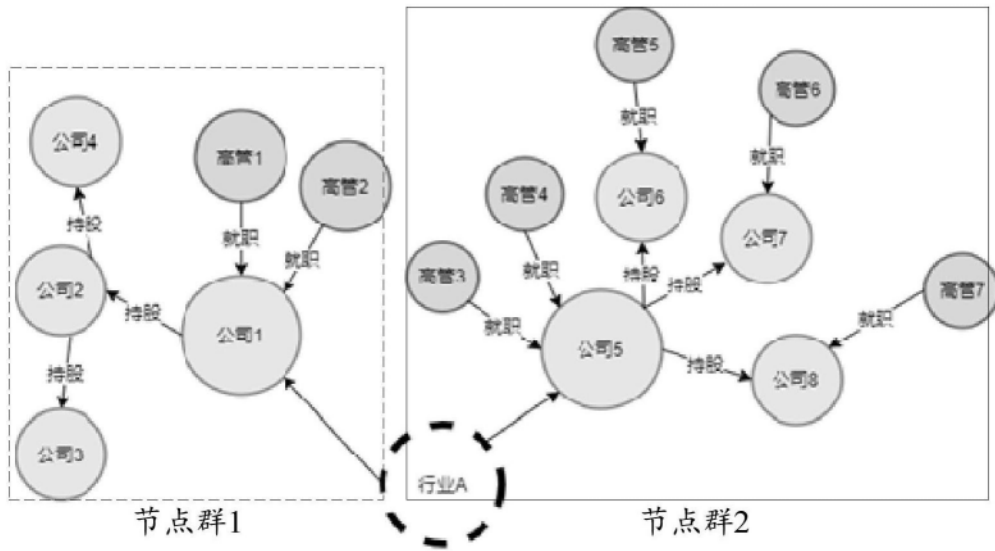 公司4
高管1
高管2
持股
就职
就职
公司2
持股
公司1
持股
公司3
节点群1
高管5
高管6
就职
就职
高管4
公司6
公司7
高管3
就职
持股
持股
高管7
就职
公司5
就职
持股
公司8
行业A
节点群2